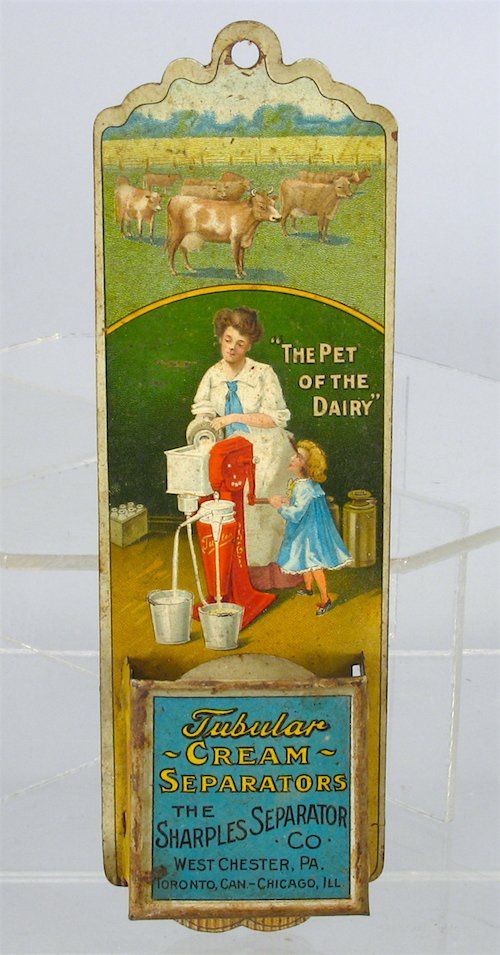 "THE PET
OF THE
DAIRY"
Tubular
Tubular
~ CREAM ~
SEPARATORS
THE
SHARPLES SEPARATOR
· CO ·
WEST CHESTER, PA.
TORONTO, CAN.-CHICAGO, ILL.